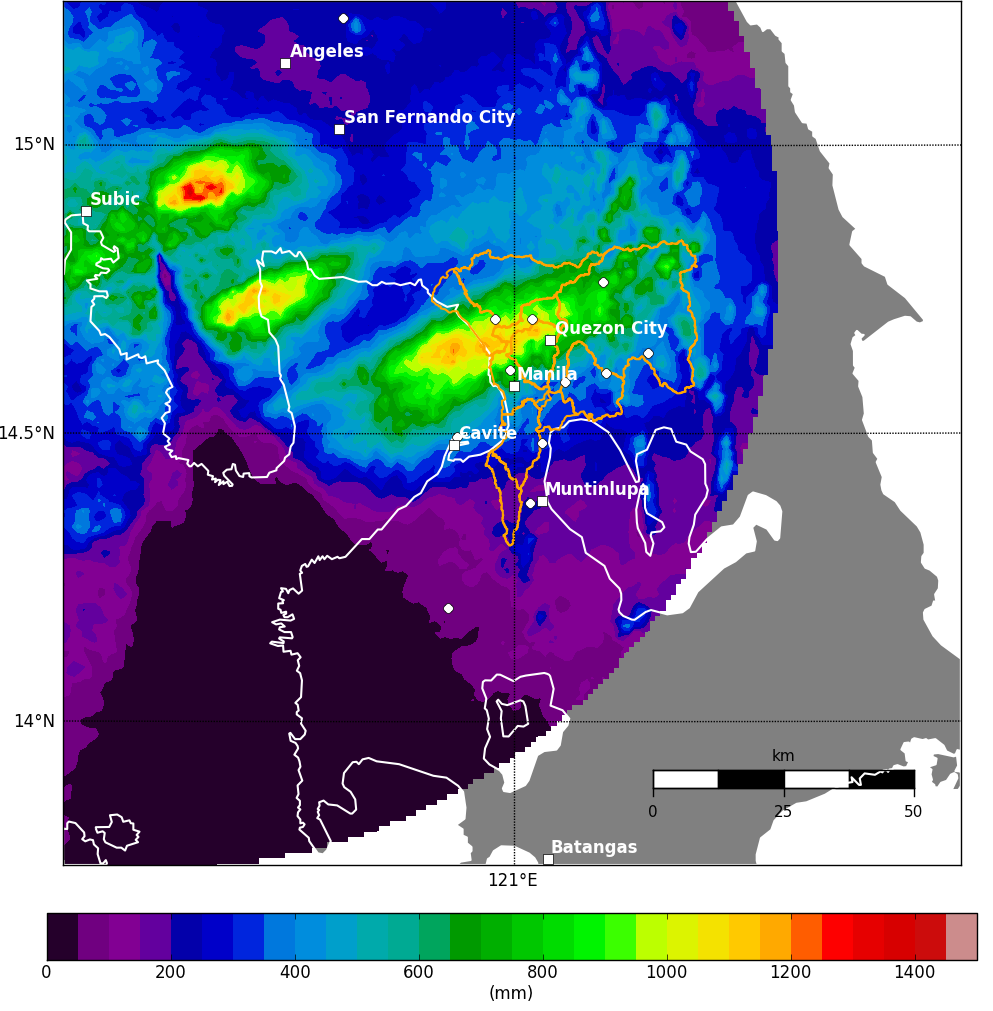 Angeles
San Fernando City
15°N
Subic
Quezon City
Manila
14.5°N
Cavite
Muntinlupa
14°N
km
0 25 50
Batangas
121°E
0 200 400 600 800 1000 1200 1400
(mm)